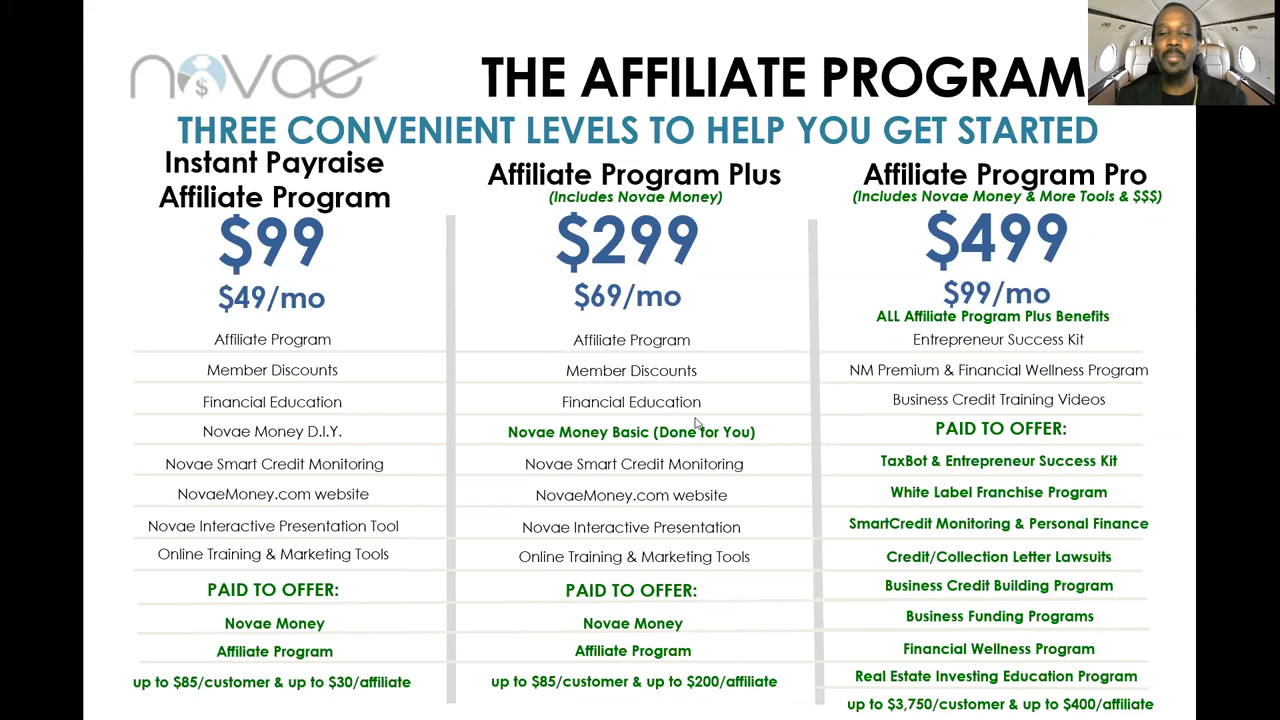 novae
$
THE AFFILIATE PROGRAM
THREE CONVENIENT LEVELS TO HELP YOU GET STARTED
Instant Payraise
Affiliate Program
$99
$49/mo
Affiliate Program
Member Discounts
Financial Education
Novae Money D.I.Y.
Novae Smart Credit Monitoring
NovaeMoney.com website
Novae Interactive Presentation Tool
Online Training & Marketing Tools
PAID TO OFFER:
Novae Money
Affiliate Program
up to $85/customer & up to $30/affiliate
Affiliate Program Plus
(Includes Novae Money)
$299
$69/mo
Affiliate Program
Member Discounts
Financial Education
Novae Money Basic (Done for You)
Novae Smart Credit Monitoring
NovaeMoney.com website
Novae Interactive Presentation
Online Training & Marketing Tools
PAID TO OFFER:
Novae Money
Affiliate Program
up to $85/customer & up to $200/affiliate
Affiliate Program Pro
(Includes Novae Money & More Tools & $$$)
$499
$99/mo
ALL Affiliate Program Plus Benefits
Entrepreneur Success Kit
NM Premium & Financial Wellness Program
Business Credit Training Videos
PAID TO OFFER:
TaxBot & Entrepreneur Success Kit
White Label Franchise Program
SmartCredit Monitoring & Personal Finance
Credit/Collection Letter Lawsuits
Business Credit Building Program
Business Funding Programs
Financial Wellness Program
Real Estate Investing Education Program
up to $3,750/customer & up to $400/affiliate